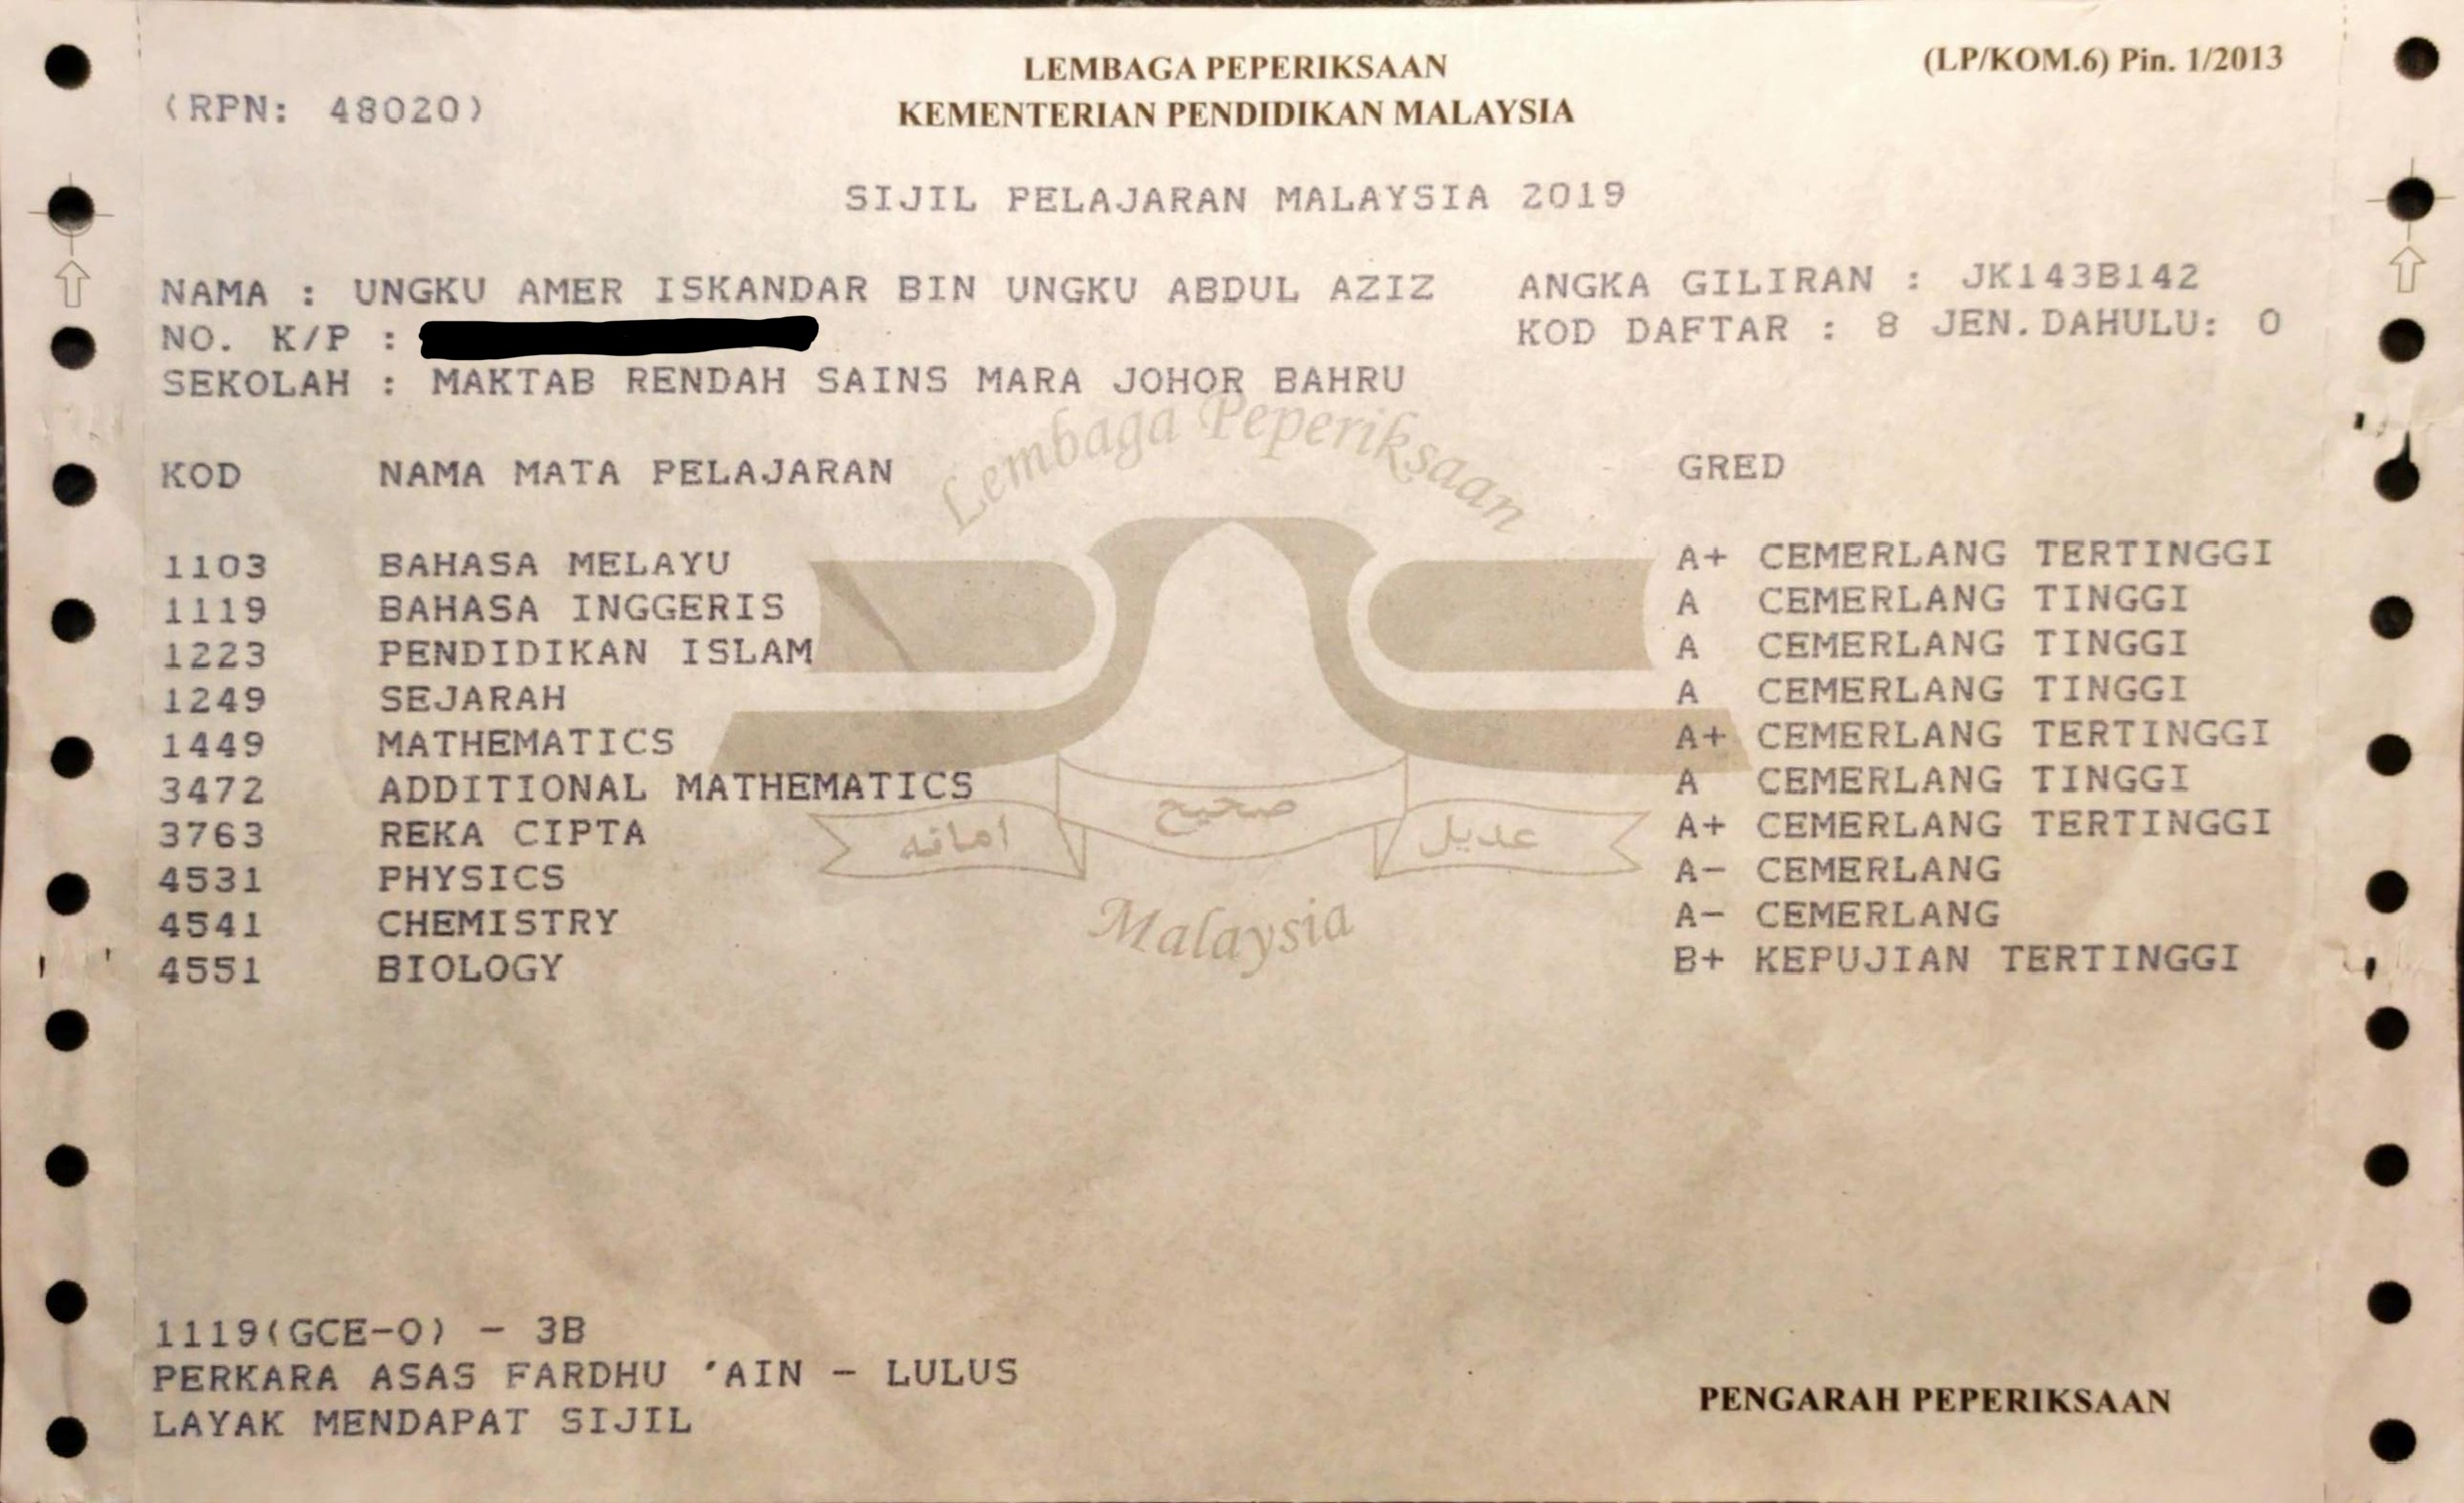 (LP/KOM.6) Pin. 1/2013
LEMBAGA PEPERIKSAAN
KEMENTERIAN PENDIDIKAN MALAYSIA
(RPN: 48020)
SIJIL PELAJARAN MALAYSIA 2019
NAMA : UNGKU AMER ISKANDAR BIN UNGKU ABDUL AZIZ ANGKA GILIRAN : JK143B142
NO. K/P : KOD DAFTAR : 8 JEN.DAHULU: 0
SEKOLAH : MAKTAB RENDAH SAINS MARA JOHOR BAHRU
Lembaga Peperiksaan
KOD NAMA MATA PELAJARAN GRED
1103 BAHASA MELAYU A+ CEMERLANG TERTINGGI
1119 BAHASA INGGERIS A CEMERLANG TINGGI
1223 PENDIDIKAN ISLAM A CEMERLANG TINGGI
1249 SEJARAH A CEMERLANG TINGGI
1449 MATHEMATICS A+ CEMERLANG TERTINGGI
3472 ADDITIONAL MATHEMATICS A CEMERLANG TINGGI
3763 REKA CIPTA A+ CEMERLANG TERTINGGI
عديل صحيح امانه
4531 PHYSICS A- CEMERLANG
4541 CHEMISTRY A- CEMERLANG
Malaysia
4551 BIOLOGY B+ KEPUJIAN TERTINGGI
1119(GCE-O) - 3B
PERKARA ASAS FARDHU 'AIN - LULUS
LAYAK MENDAPAT SIJIL
PENGARAH PEPERIKSAAN